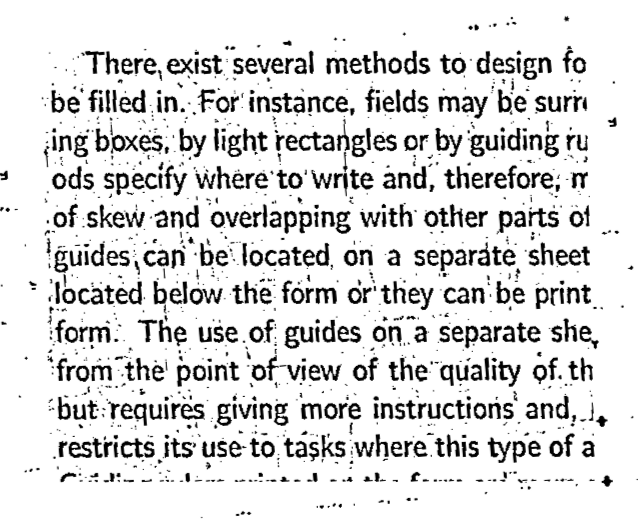 There exist several methods to design fo
be filled in. For instance, fields may be surr
ing boxes, by light rectangles or by guiding ru
ods specify where to write and, therefore, m
of skew and overlapping with other parts of
guides can be located on a separate sheet
located below the form or they can be print
form. The use of guides on a separate she
from the point of view of the quality of th
but requires giving more instructions and,
restricts its use to tasks where this type of a